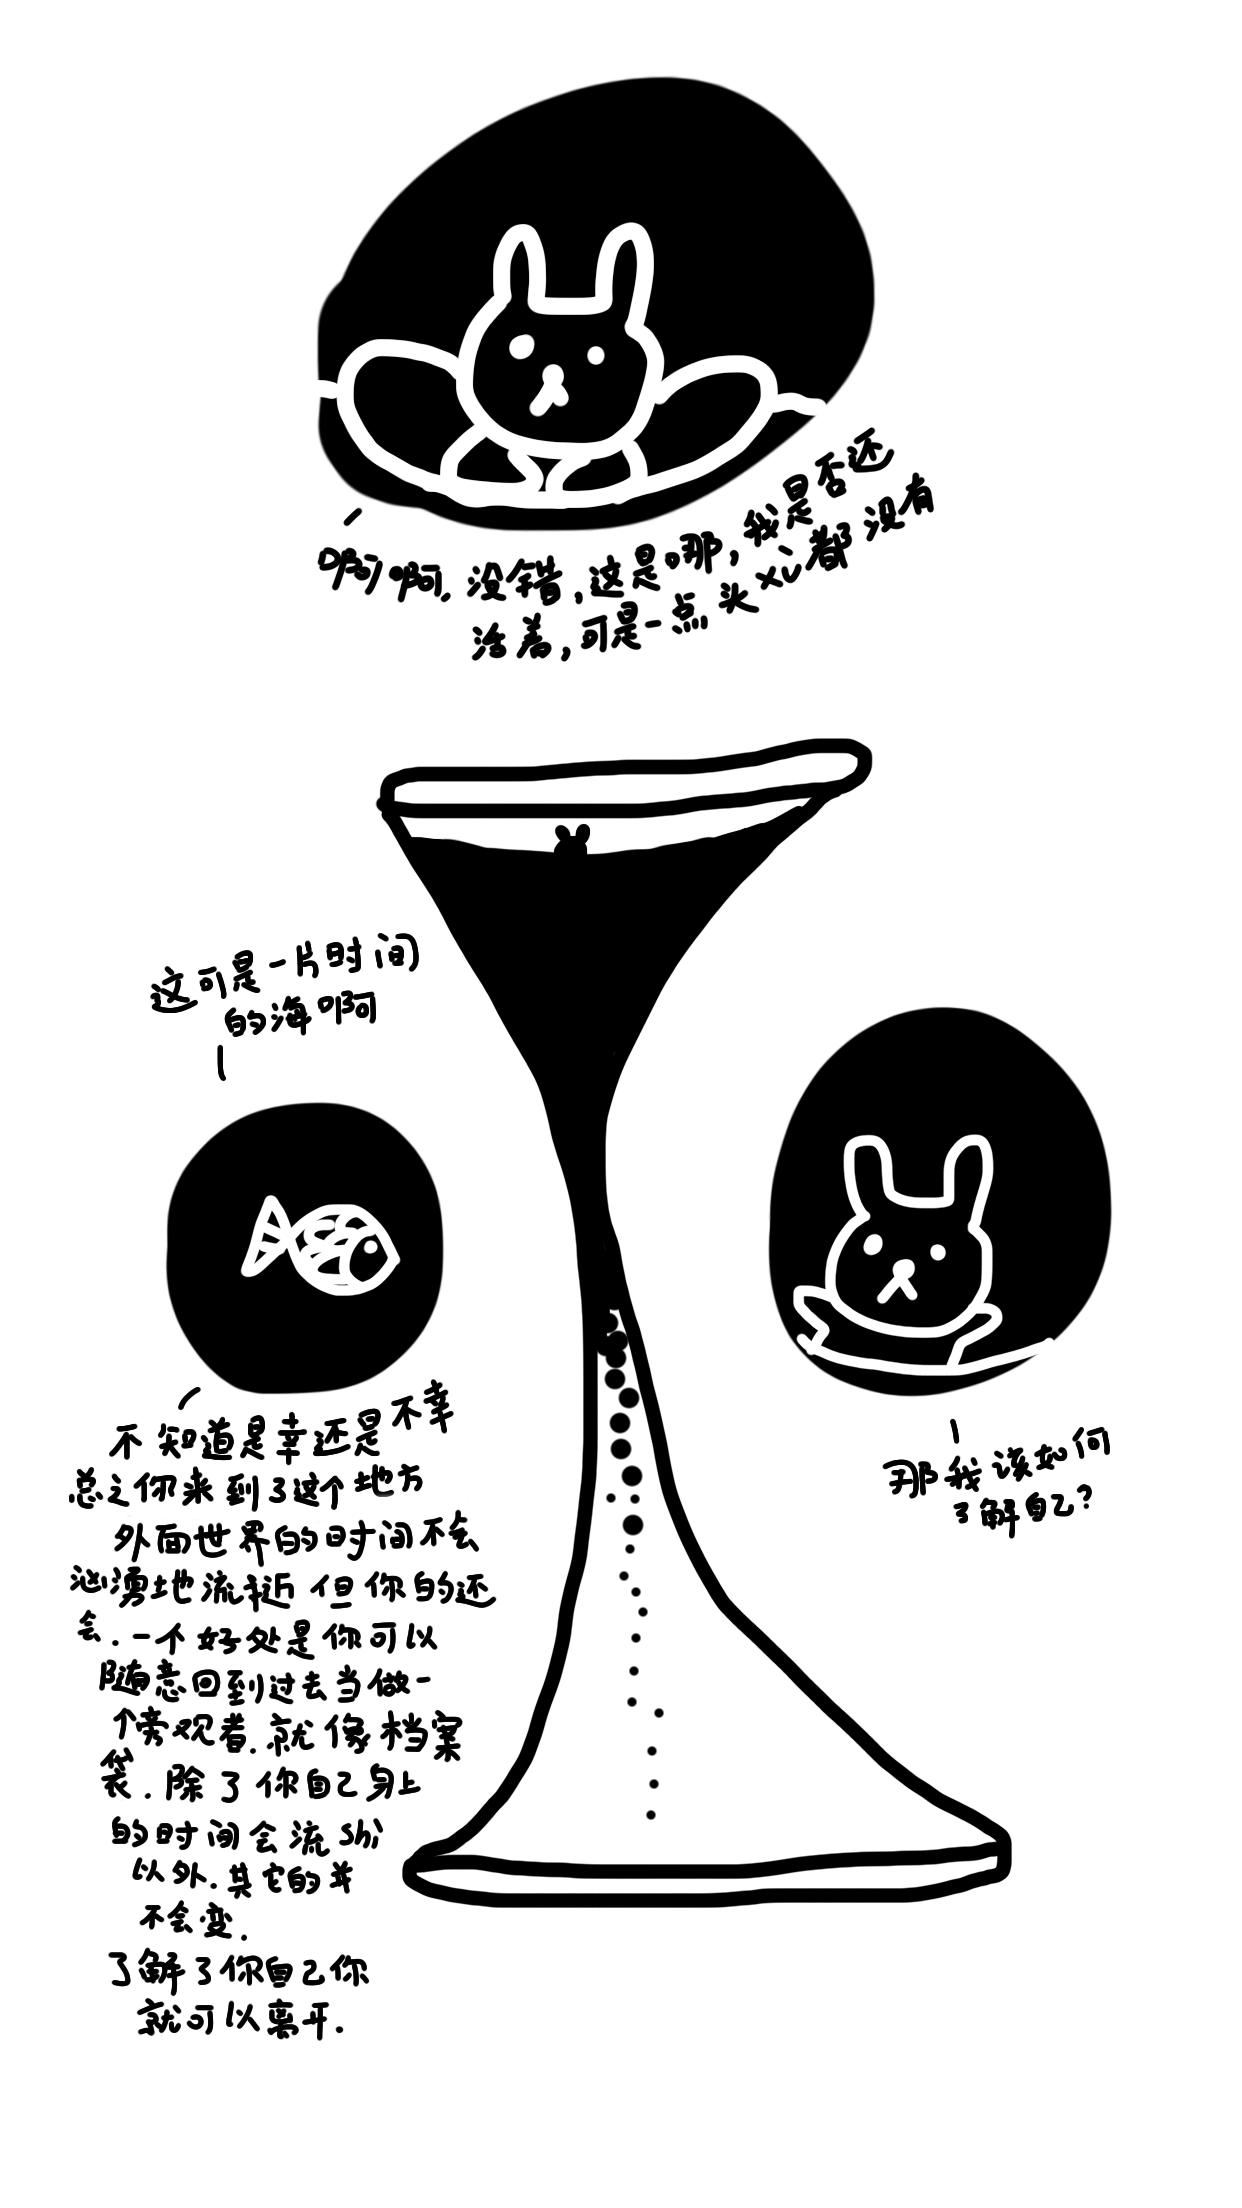 啊啊.没错,这是哪,我是否还
活着,可是一点头xù都没有
这可是一片时间
的海啊
不知道是幸还是不幸
总之你来到了这个地方
外面世界的时间不会
汹湧地流逝但你的还
会.一个好处是你可以
随意回到过去当做一
个旁观者.就像档案
袋.除了你自己身上
的时间会流shì
以外.其它的并
不会变.
了解了你自己你
就可以离开.
那我该如何
了解自己?